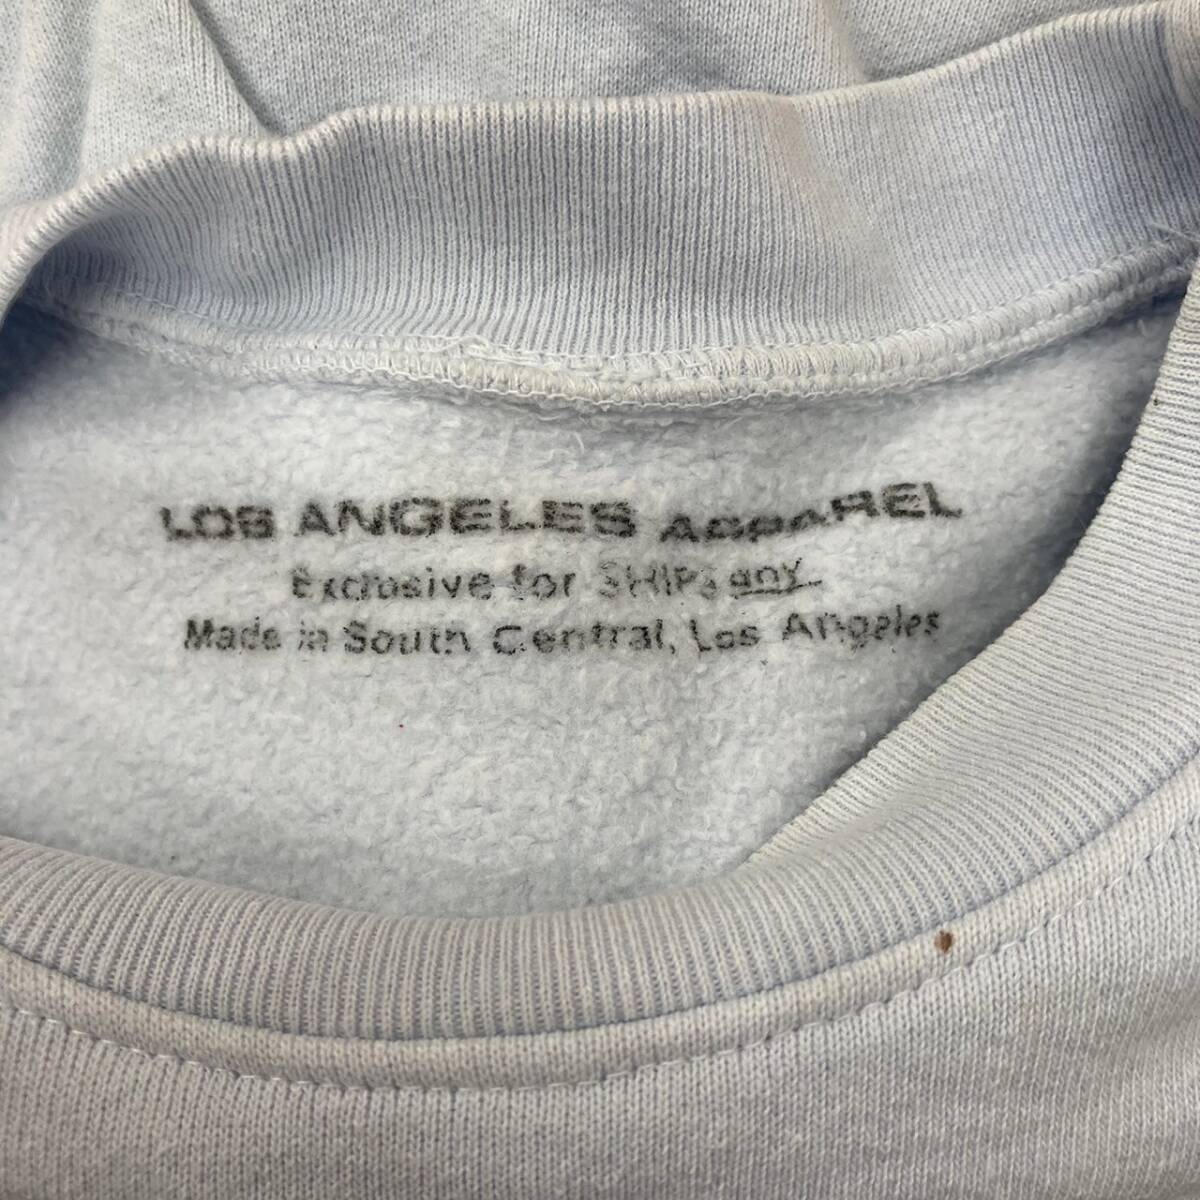 LOS ANGELES APPAREL
Exclusive for SHIPS any
Made in South Central, Los Angeles